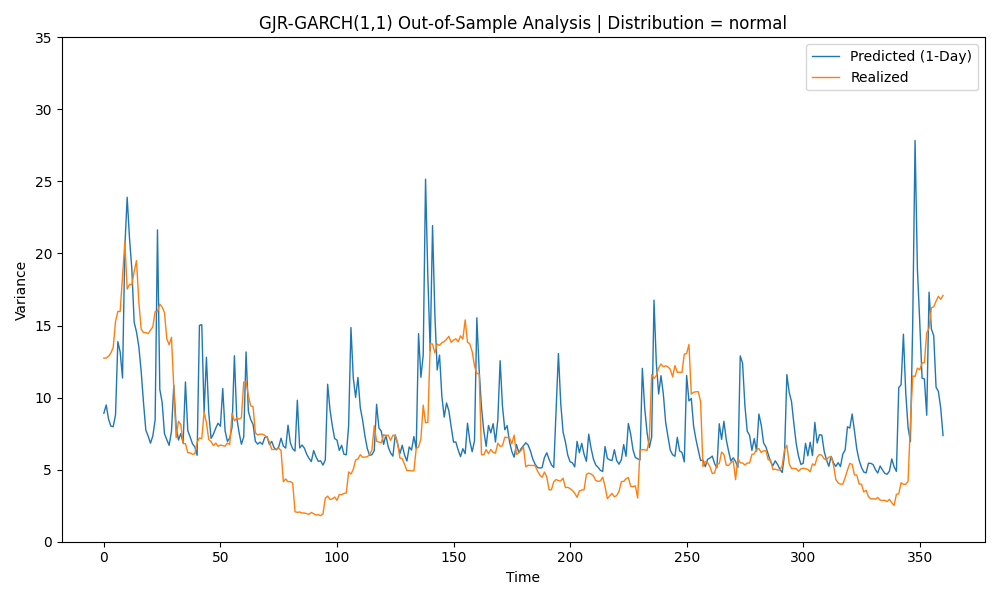 GJR-GARCH(1,1) Out-of-Sample Analysis | Distribution = normal
Predicted (1-Day)
Realized
Variance
35
30
25
20
15
10
5
0
0 50 100 150 200 250 300 350
Time